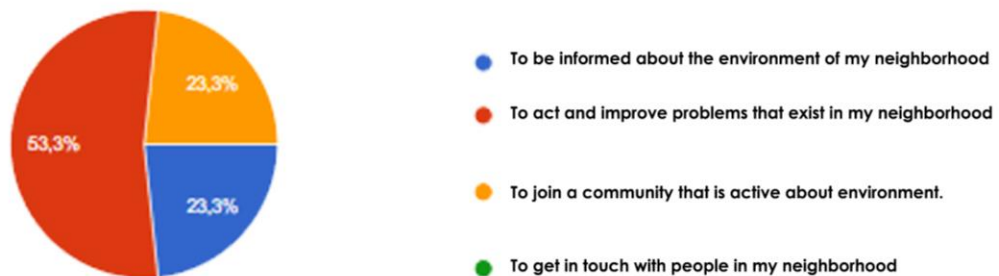 23,3%
53,3%
23,3%
To be informed about the environment of my neighborhood
To act and improve problems that exist in my neighborhood
To join a community that is active about environment.
To get in touch with people in my neighborhood